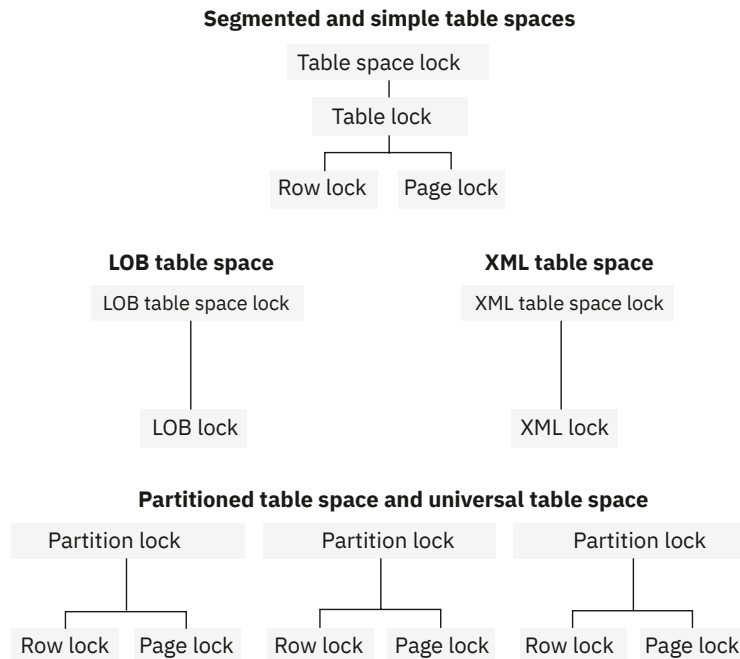 Segmented and simple table spaces
Table space lock
Table lock
Row lock Page lock
LOB table space XML table space
LOB table space lock XML table space lock
LOB lock XML lock
Partitioned table space and universal table space
Partition lock Partition lock Partition lock
Row lock Page lock Row lock Page lock Row lock Page lock